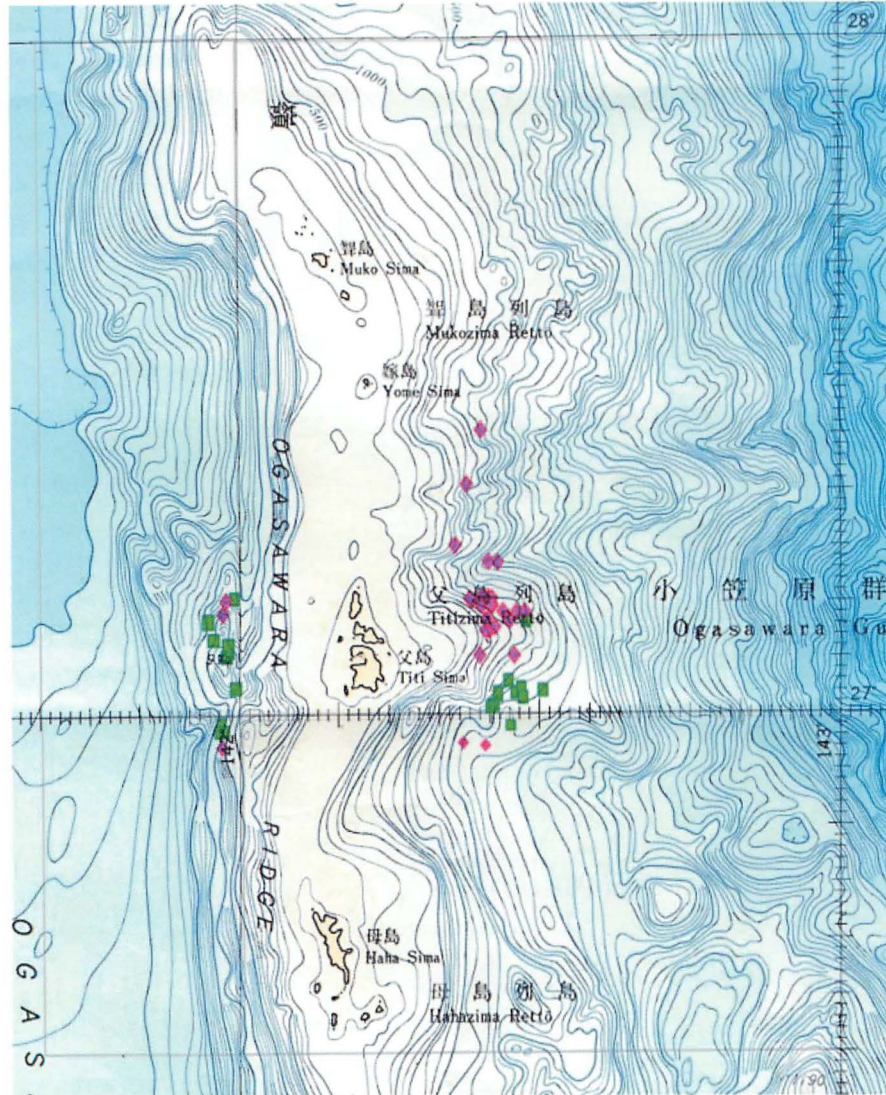 28°
1000
500
嶺
聟島
Muko Sima
聟島列島
Mukozima Retto
嫁島
Yome Sima
OGASAWARA
父島列島
Titizima Retto
小笠原群
Ogasawara Gu
父島
Titi Sima
27°
143°
RIDGE
母島
Haha Sima
母島列島
Hahazima Retto
OGAS